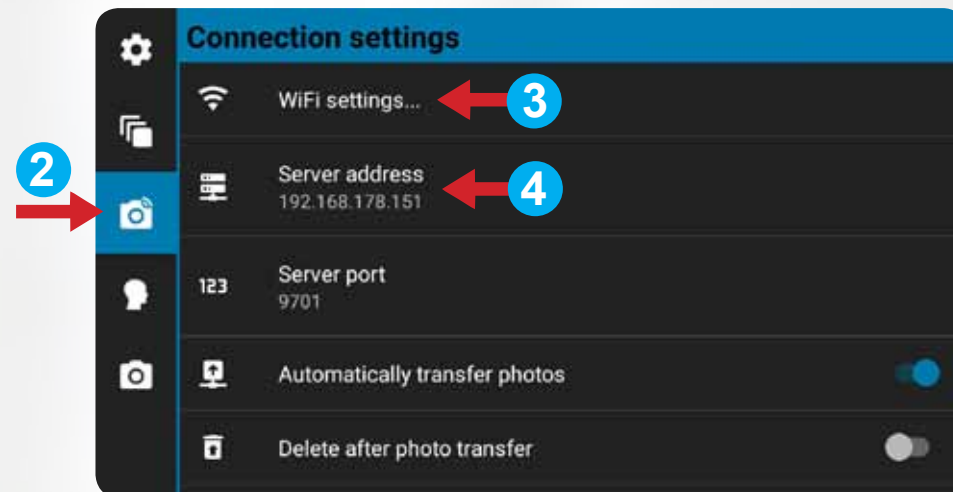 Connection settings
WiFi settings...
3
Server address
192.168.178.151
4
2
Server port
123
9701
Automatically transfer photos
Delete after photo transfer